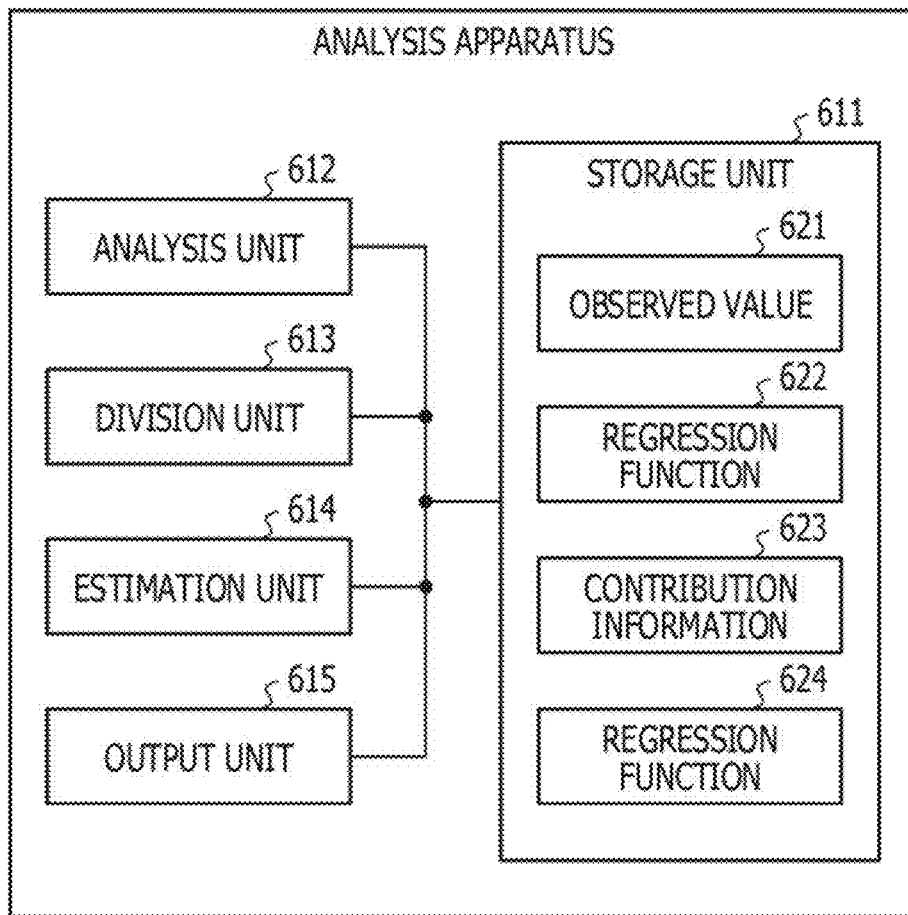 ANALYSIS APPARATUS
612
ANALYSIS UNIT
613
DIVISION UNIT
614
ESTIMATION UNIT
615
OUTPUT UNIT
611
STORAGE UNIT
621
OBSERVED VALUE
622
REGRESSION
FUNCTION
623
CONTRIBUTION
INFORMATION
624
REGRESSION
FUNCTION